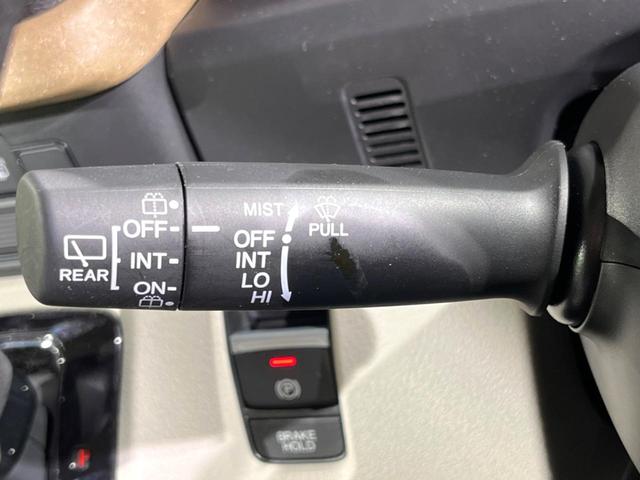 MIST
PULL
OFF
INT
LO
HI
REAR
OFF
INT
ON
P
BRAKE
HOLD